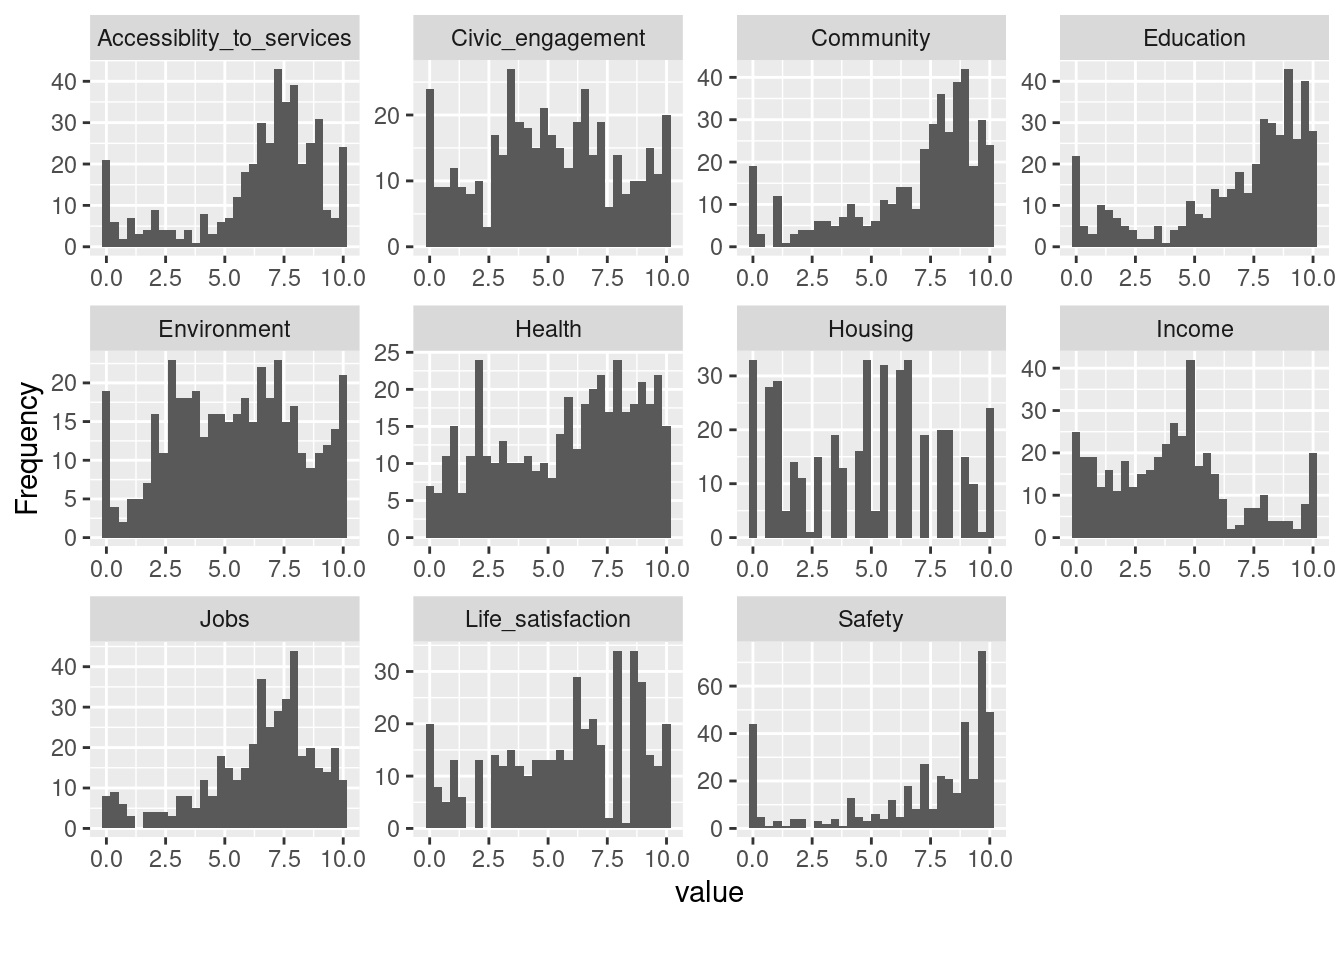 Accessiblity_to_services Civic_engagement Community Education
40 30 20 10 0
20 10 0
40 30 20 10 0
40 30 20 10 0
0.0 2.5 5.0 7.5 10.0 0.0 2.5 5.0 7.5 10.0 0.0 2.5 5.0 7.5 10.0 0.0 2.5 5.0 7.5 10.0
Environment Health Housing Income
20 15 10 5 0
25 20 15 10 5 0
30 20 10 0
40 30 20 10 0
0.0 2.5 5.0 7.5 10.0 0.0 2.5 5.0 7.5 10.0 0.0 2.5 5.0 7.5 10.0 0.0 2.5 5.0 7.5 10.0
Jobs Life_satisfaction Safety
40 30 20 10 0
30 20 10 0
60 40 20 0
0.0 2.5 5.0 7.5 10.0 0.0 2.5 5.0 7.5 10.0 0.0 2.5 5.0 7.5 10.0
Frequency
value